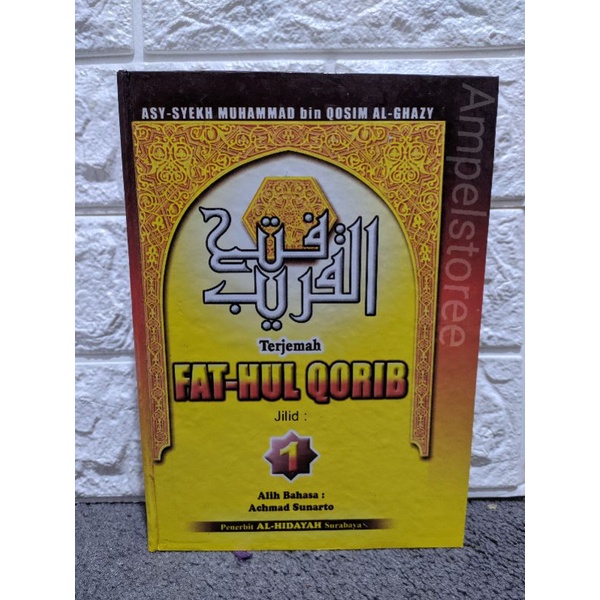 ASY-SYEKH MUHAMMAD bin QOSIM AL-GHAZY
فتح
القريب
Terjemah
FAT-HUL QORIB
Jilid :
1
Alih Bahasa :
Achmad Sunarto
Penerbit AL-HIDAYAH Surabaya
Ampelstoree